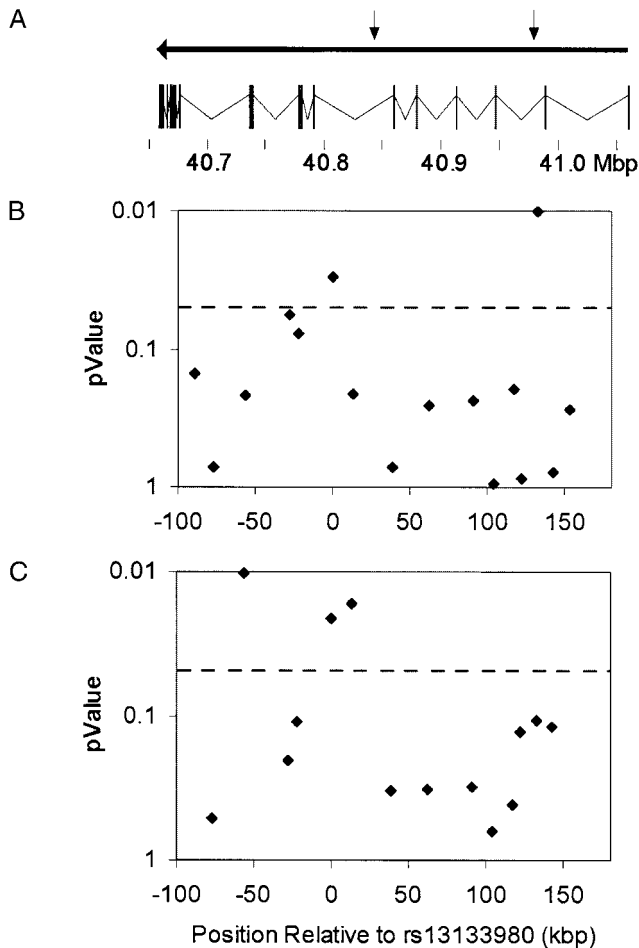 A
40.7 40.8 40.9 41.0 Mbp
B
0.01
0.1
1
pValue
-100 -50 0 50 100 150
C
0.01
0.1
1
pValue
-100 -50 0 50 100 150
Position Relative to rs13133980 (kbp)